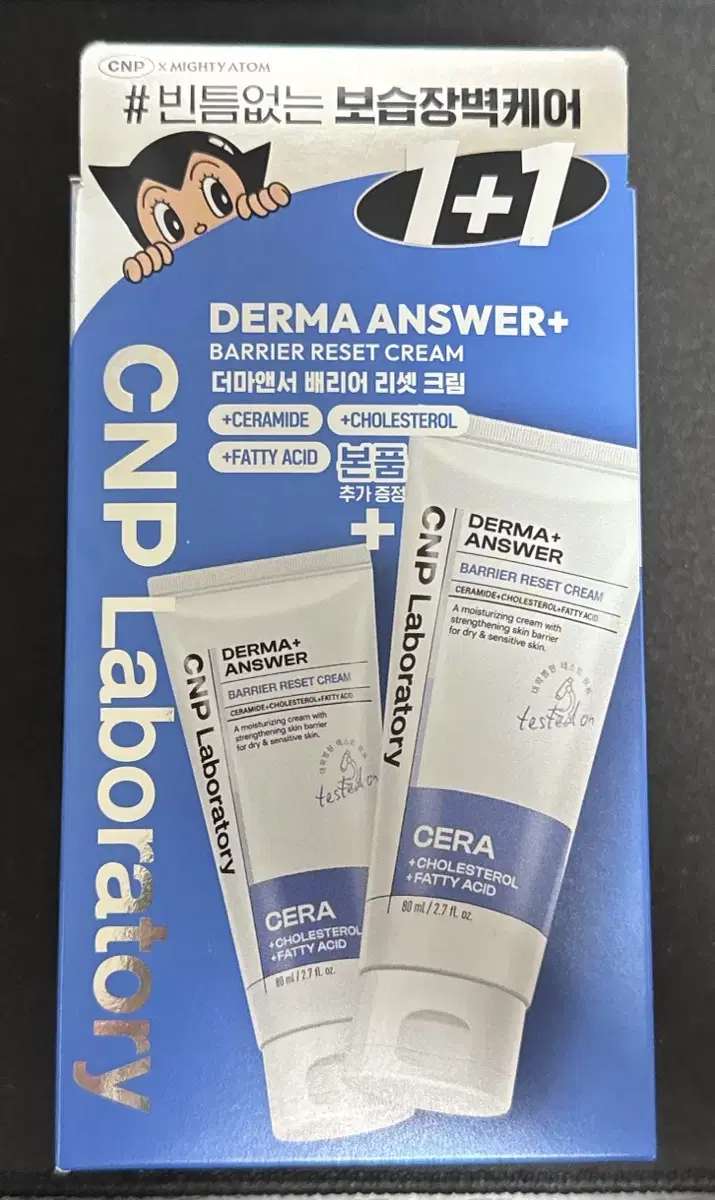 CNP x MIGHTY ATOM
#빈틈없는 보습장벽케어
1+1
DERMA ANSWER+
BARRIER RESET CREAM
더마앤서 배리어 리셋 크림
+CERAMIDE +CHOLESTEROL
+FATTY ACID 본품
추가 증정
+
CNP Laboratory
DERMA+
ANSWER
BARRIER RESET CREAM
CERAMIDE+CHOLESTEROL+FATTY ACID
A moisturizing cream with
strengthening skin barrier
for dry & sensitive skin.
CNP Laboratory
tested on
CERA
+CHOLESTEROL
+FATTY ACID
80 ml / 2.7 fl. oz.
DERMA+
ANSWER
BARRIER RESET CREAM
CERAMIDE+CHOLESTEROL+FATTY ACID
A moisturizing cream with
strengthening skin barrier
for dry & sensitive skin.
CNP Laboratory
tested on
CERA
+CHOLESTEROL
+FATTY ACID
80 ml / 2.7 fl. oz.